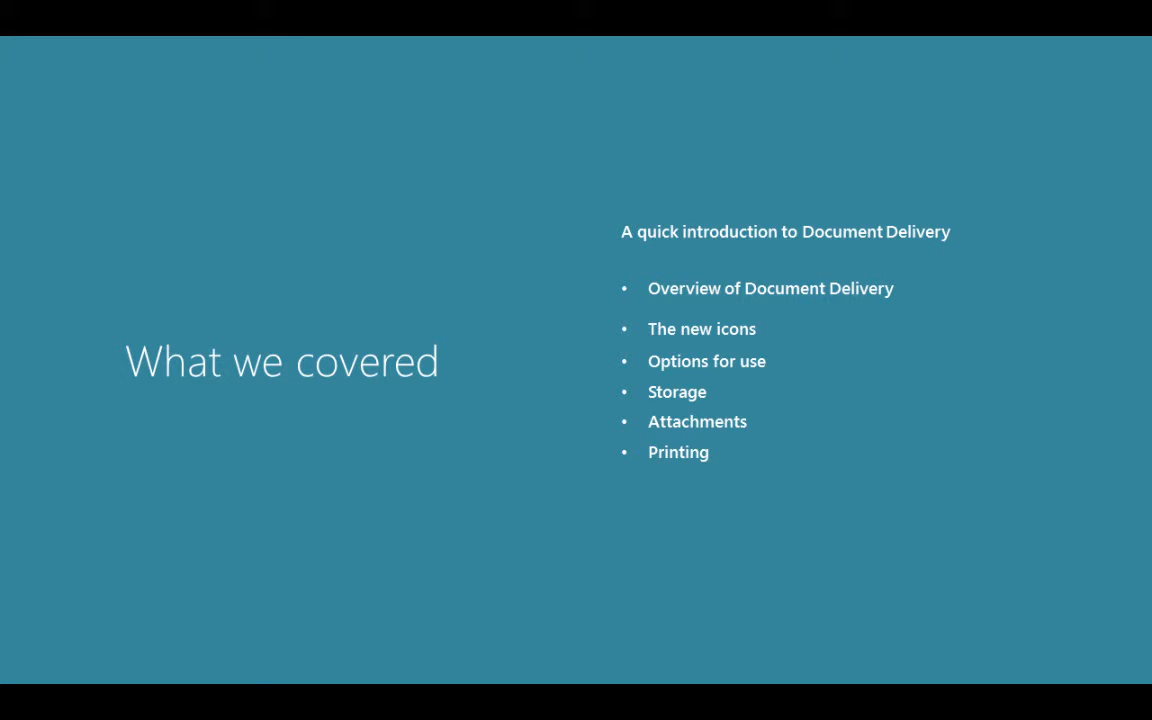 What we covered
A quick introduction to Document Delivery
• Overview of Document Delivery
• The new icons
• Options for use
• Storage
• Attachments
• Printing